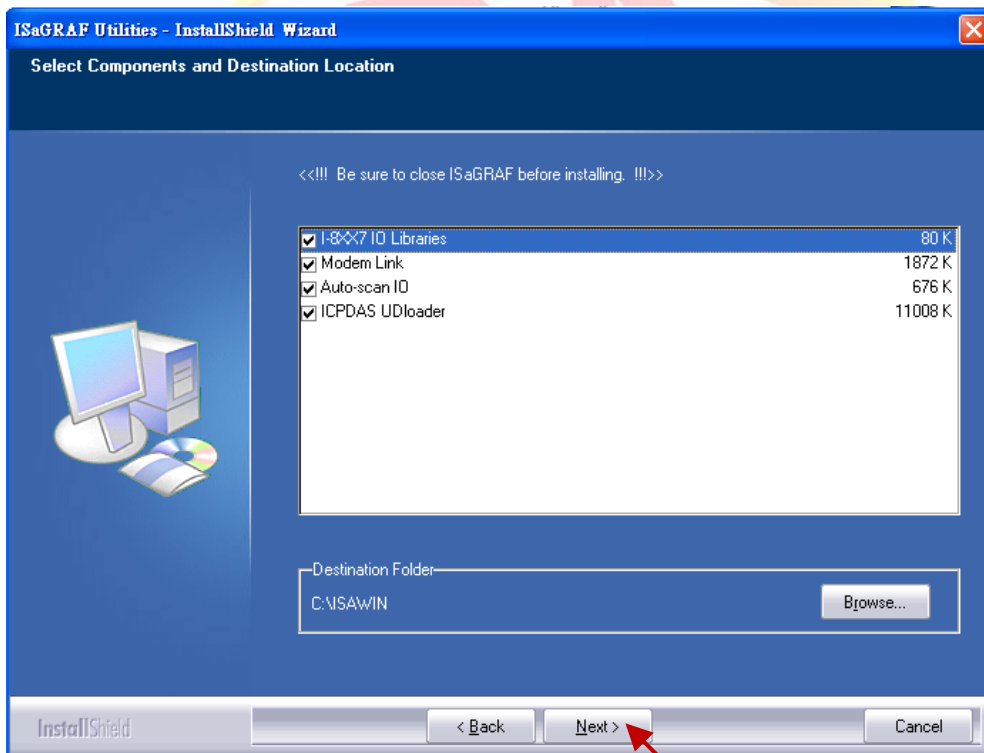 ISaGRAF Utilities - InstallShield Wizard
Select Components and Destination Location
<<!!! Be sure to close ISaGRAF before installing. !!!>>
I-8XX7 IO Libraries 80 K
Modem Link 1872 K
Auto-scan IO 676 K
ICPDAS UDloader 11008 K
Destination Folder
C:\ISAWIN
Browse...
InstallShield
< Back Next > Cancel